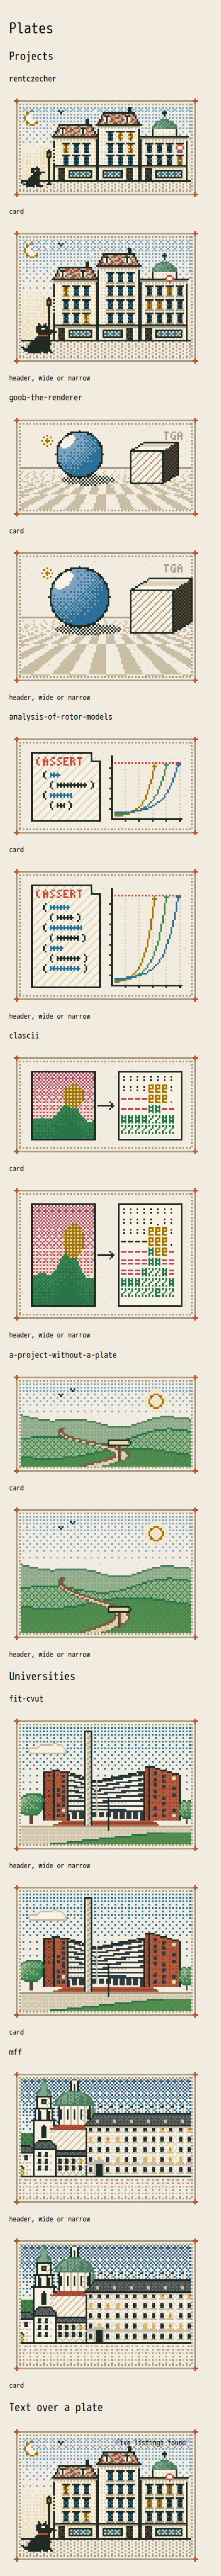 Plates
Projects
rentczecher
card
header, wide or narrow
goob-the-renderer
TGA
card
TGA
header, wide or narrow
analysis-of-rotor-models
(ASSERT
card
(ASSERT
header, wide or narrow
clascii
card
header, wide or narrow
a-project-without-a-plate
card
header, wide or narrow
Universities
fit-cvut
header, wide or narrow
card
mff
header, wide or narrow
card
Text over a plate
Five listings found